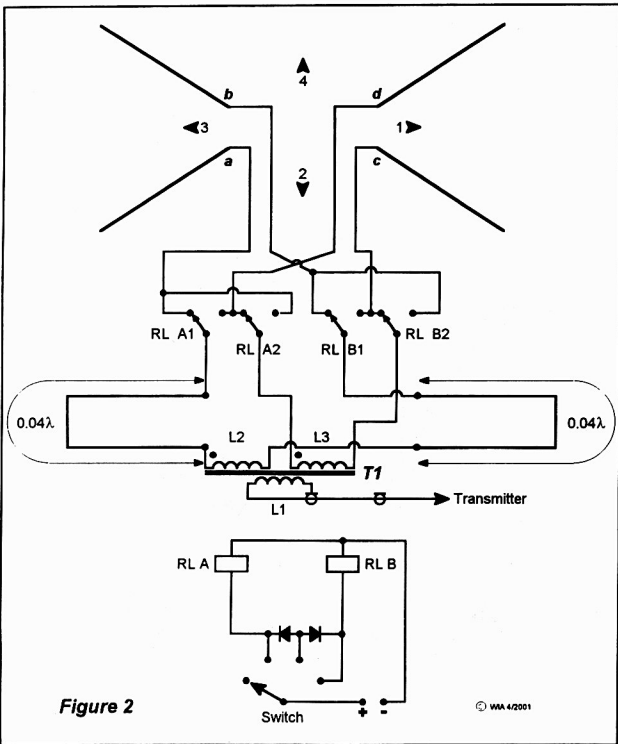 4
b
d
3
1
a
2
c
RL A1
RL A2
RL B1
RL B2
0.04λ
0.04λ
L2
L3
T1
L1
Transmitter
RL A
RL B
Figure 2
Switch
+ -
© WIA 4/2001